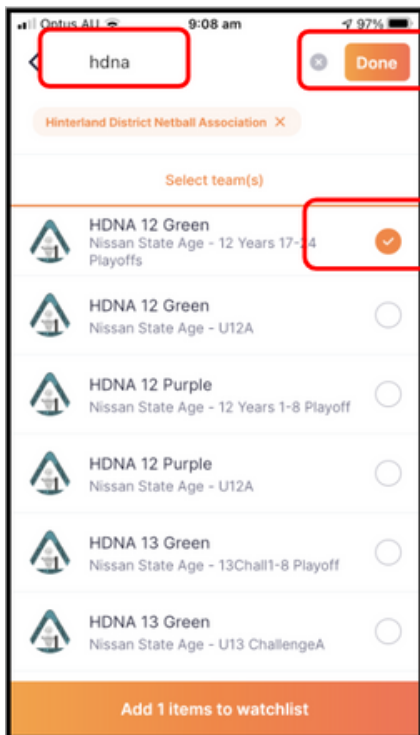 Optus AU 9:08 am 97%
hdna Done
Hinterland District Netball Association X
Select team(s)
HDNA 12 Green
Nissan State Age - 12 Years 17-24
Playoffs
HDNA 12 Green
Nissan State Age - U12A
HDNA 12 Purple
Nissan State Age - 12 Years 1-8 Playoff
HDNA 12 Purple
Nissan State Age - U12A
HDNA 13 Green
Nissan State Age - 13Chall1-8 Playoff
HDNA 13 Green
Nissan State Age - U13 ChallengeA
Add 1 items to watchlist